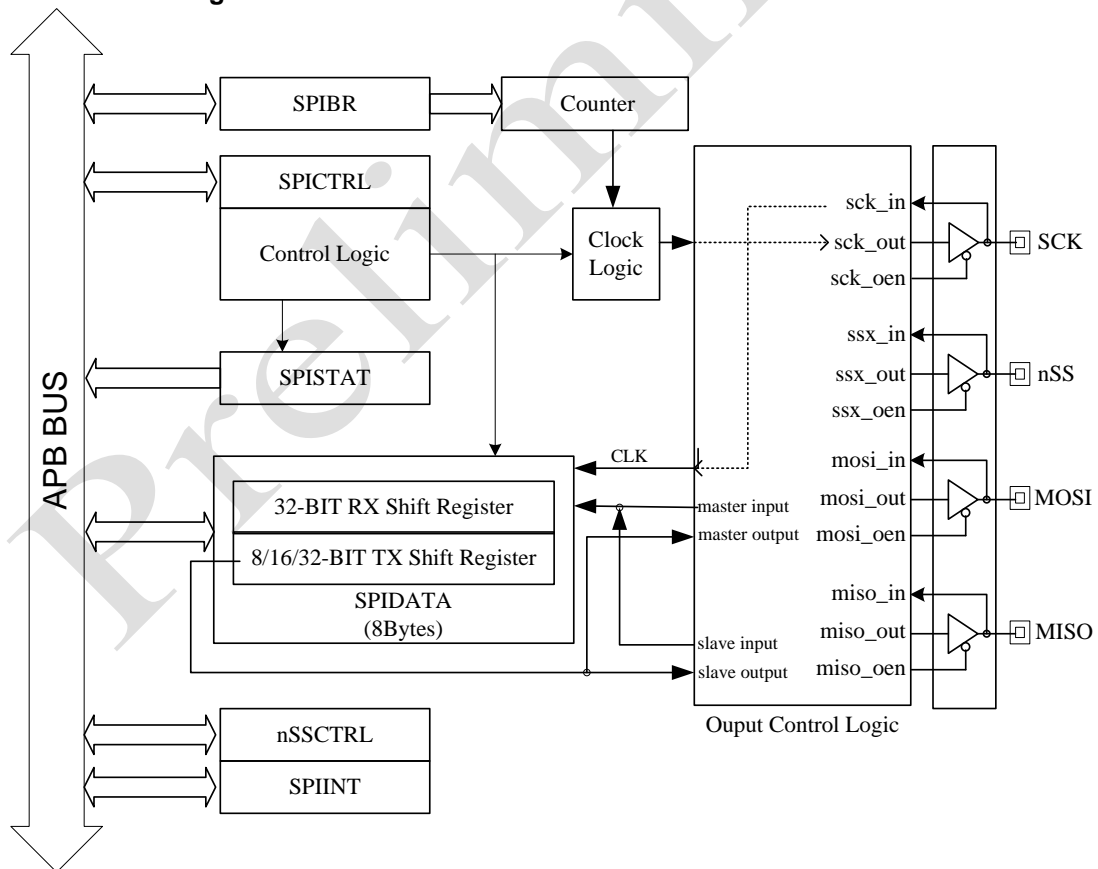 APB BUS
SPIBR
Counter
SPICTRL
Control Logic
Clock
Logic
SPISTAT
CLK
32-BIT RX Shift Register
8/16/32-BIT TX Shift Register
SPIDATA
(8Bytes)
nSSCTRL
SPIINT
master input
master output
slave input
slave output
sck_in
sck_out
sck_oen
ssx_in
ssx_out
ssx_oen
mosi_in
mosi_out
mosi_oen
miso_in
miso_out
miso_oen
Ouput Control Logic
SCK
nSS
MOSI
MISO